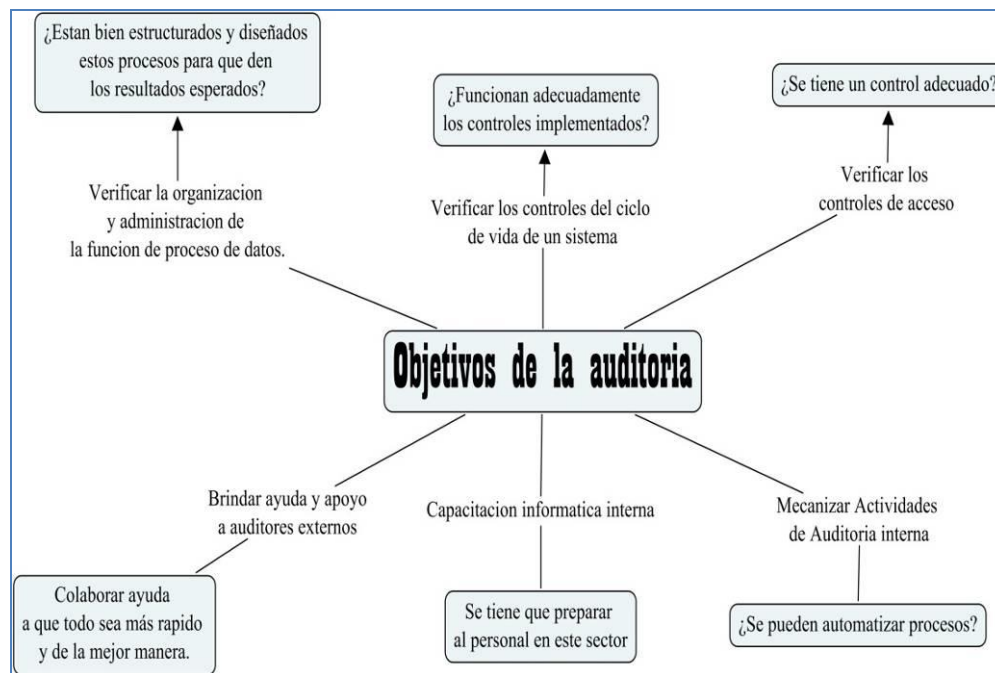 ¿Estan bien estructurados y diseñados
estos procesos para que den
los resultados esperados?
¿Funcionan adecuadamente
los controles implementados?
¿Se tiene un control adecuado?
Verificar la organizacion
y administracion de
la funcion de proceso de datos.
Verificar los controles del ciclo
de vida de un sistema
Verificar los
controles de acceso
Objetivos de la auditoria
Brindar ayuda y apoyo
a auditores externos
Capacitacion informatica interna
Mecanizar Actividades
de Auditoria interna
Colaborar ayuda
a que todo sea más rapido
y de la mejor manera.
Se tiene que preparar
al personal en este sector
¿Se pueden automatizar procesos?